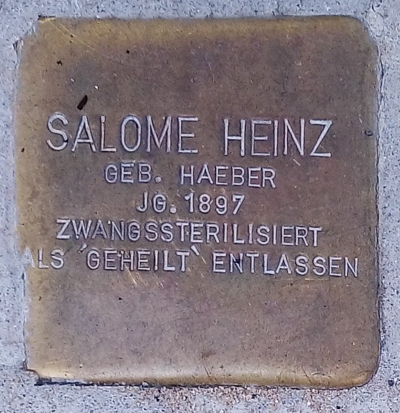 SALOME HEINZ
GEB. HAEBER
JG. 1897
ZWANGSSTERILISIERT
ALS 'GEHEILT' ENTLASSEN